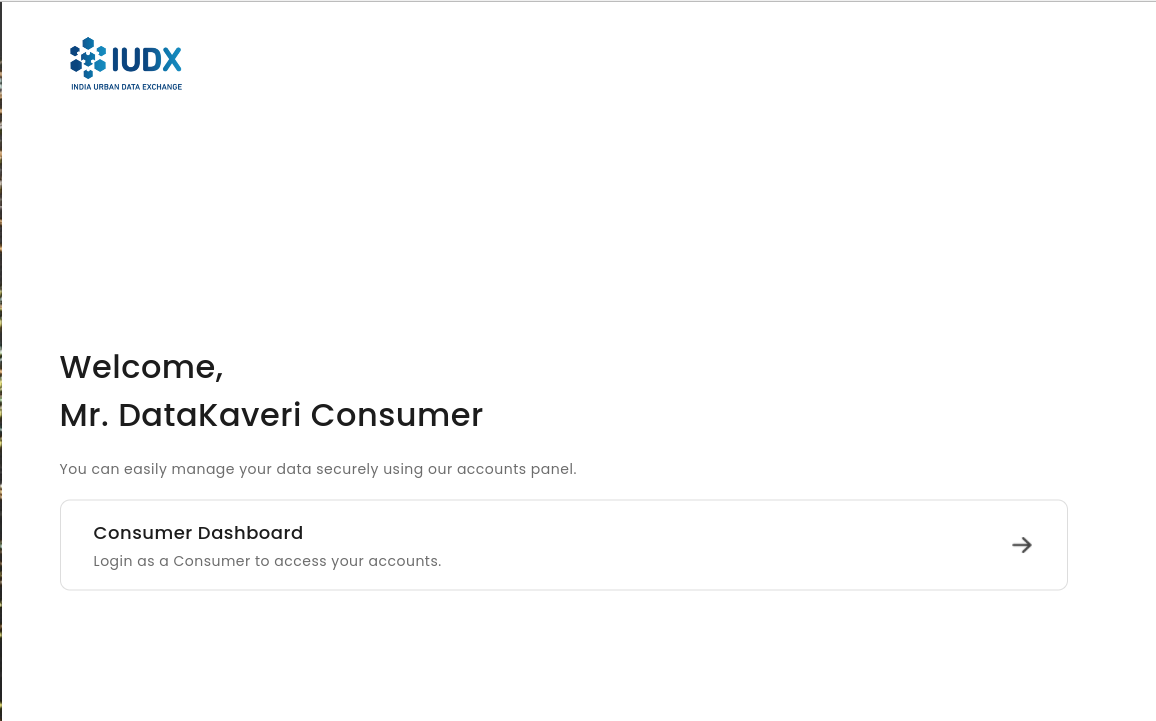 IUDX
INDIA URBAN DATA EXCHANGE
Welcome,
Mr. DataKaveri Consumer
You can easily manage your data securely using our accounts panel.
Consumer Dashboard
Login as a Consumer to access your accounts.